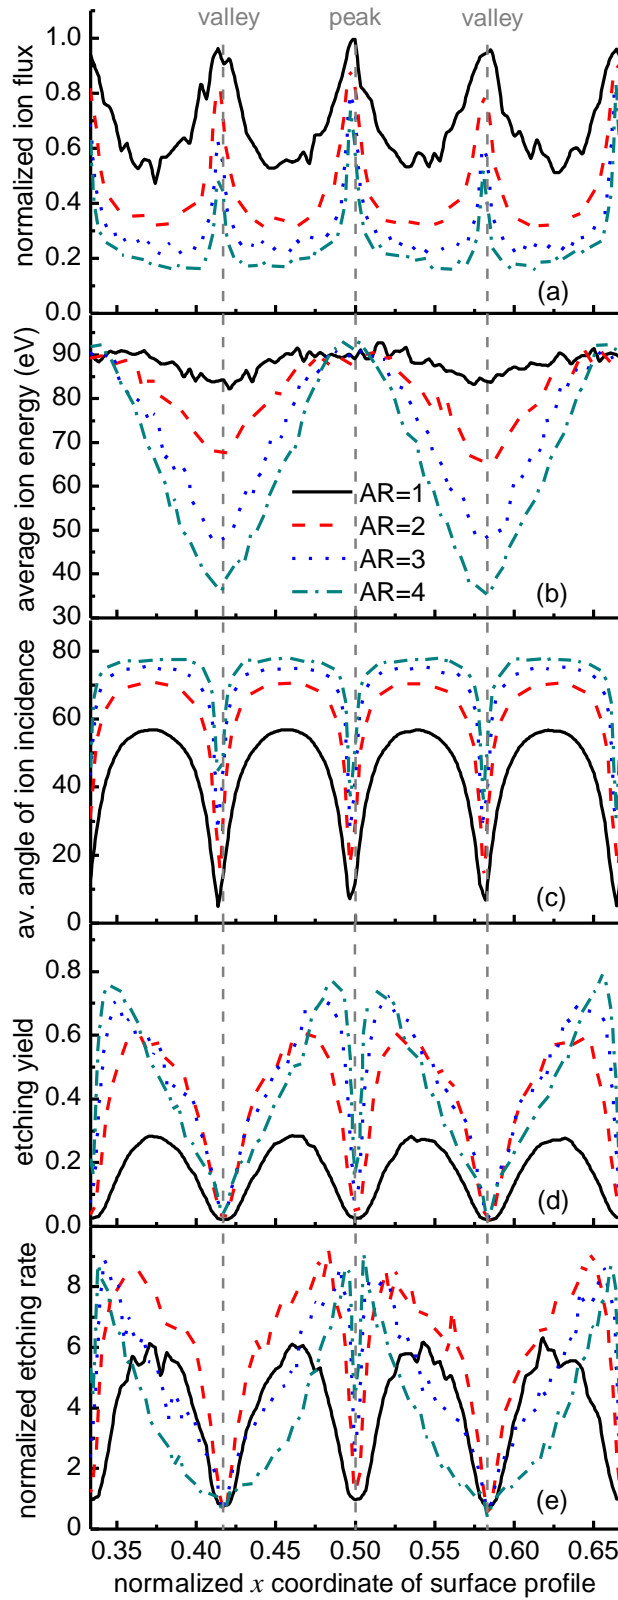 valley peak valley
1.0
0.8
0.6
0.4
0.2
0.0
normalized ion flux
(a)
90
80
70
60
50
40
30
average ion energy (eV)
AR=1
AR=2
AR=3
AR=4
(b)
80
60
40
20
0
av. angle of ion incidence
(c)
0.8
0.6
0.4
0.2
0.0
etching yield
(d)
8
6
4
2
0
normalized etching rate
(e)
0.35 0.40 0.45 0.50 0.55 0.60 0.65
normalized x coordinate of surface profile